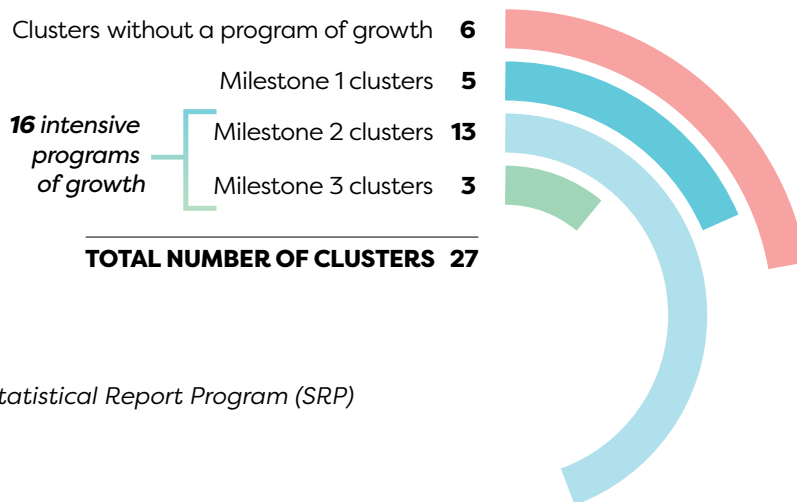 Clusters without a program of growth 6
Milestone 1 clusters 5
16 intensive
programs
of growth
Milestone 2 clusters 13
Milestone 3 clusters 3
TOTAL NUMBER OF CLUSTERS 27
tatistical Report Program (SRP)